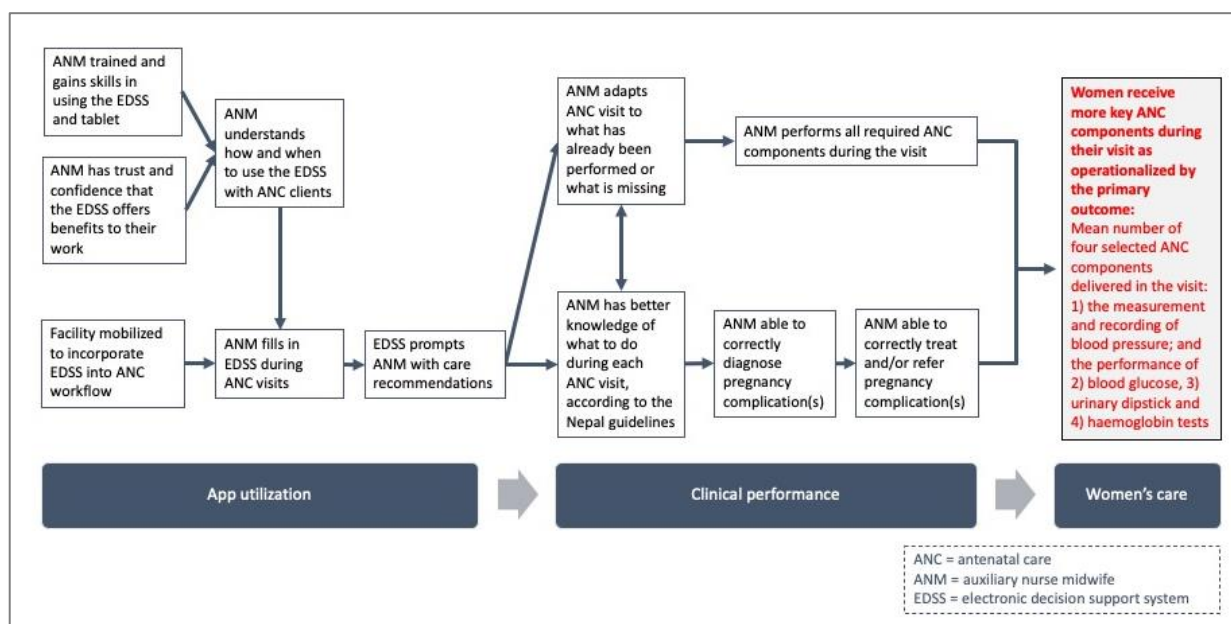 ANM trained and
gains skills in
using the EDSS
and tablet
ANM has trust and
confidence that
the EDSS offers
benefits to their
work
ANM
understands
how and when
to use the EDSS
with ANC clients
Facility mobilized
to incorporate
EDSS into ANC
workflow
ANM fills in
EDSS during
ANC visits
EDSS prompts
ANM with care
recommendations
ANM adapts
ANC visit to
what has
already been
performed or
what is missing
ANM performs all required ANC
components during the visit
ANM has better
knowledge of
what to do
during each
ANC visit,
according to the
Nepal guidelines
ANM able to
correctly
diagnose
pregnancy
complication(s)
ANM able to
correctly treat
and/or refer
pregnancy
complication(s)
Women receive
more key ANC
components during
their visit as
operationalized by
the primary
outcome:
Mean number of
four selected ANC
components
delivered in the visit:
1) the measurement
and recording of
blood pressure; and
the performance of
2) blood glucose, 3)
urinary dipstick and
4) haemoglobin tests
App utilization
Clinical performance
Women's care
ANC = antenatal care
ANM = auxiliary nurse midwife
EDSS = electronic decision support system